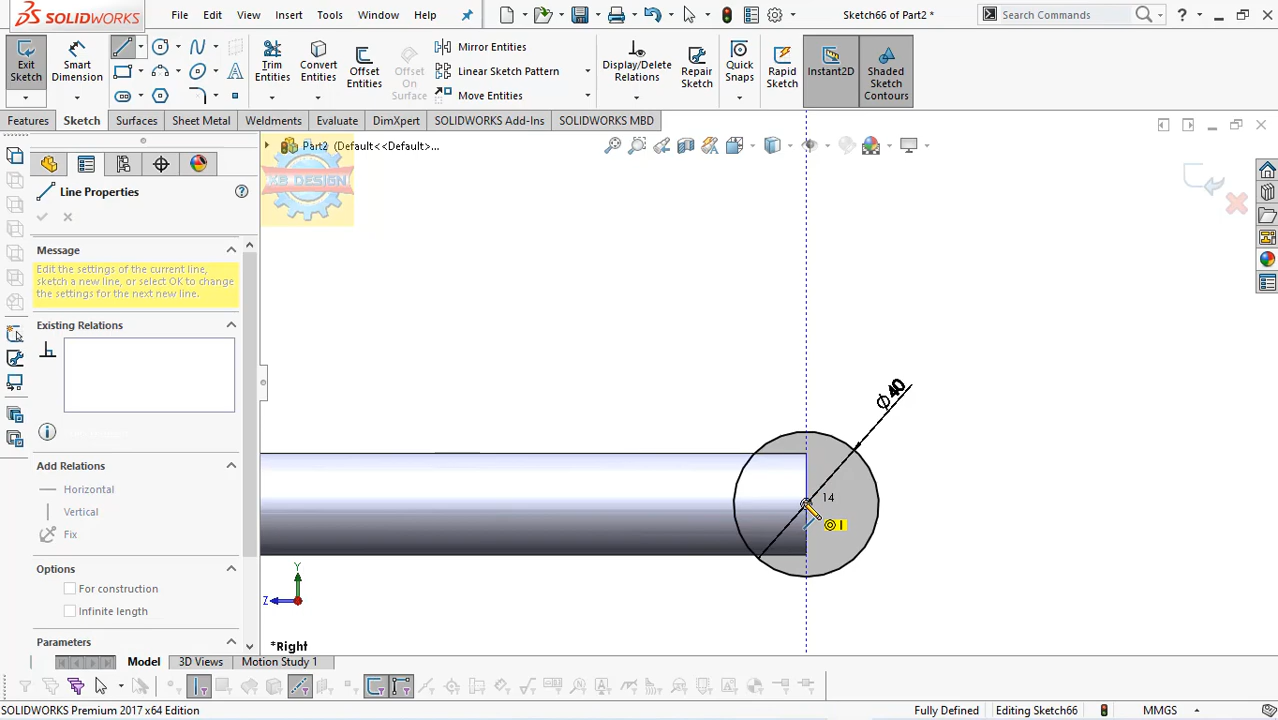 SOLIDWORKS
File
Edit
View
Insert
Tools
Window
Help
Sketch66 of Part2 *
Search Commands
Exit
Sketch
Smart
Dimension
Trim
Entities
Convert
Entities
Offset
Entities
Offset
On
Surface
Mirror Entities
Linear Sketch Pattern
Move Entities
Display/Delete
Relations
Repair
Sketch
Quick
Snaps
Rapid
Sketch
Instant2D
Shaded
Sketch
Contours
Features
Sketch
Surfaces
Sheet Metal
Weldments
Evaluate
DimXpert
SOLIDWORKS Add-Ins
SOLIDWORKS MBD
Part2 (Default<<Default>...
KB DESIGN
Line Properties
Message
Edit the settings of the current line,
sketch a new line, or select OK to change
the settings for the next new line.
Existing Relations
Add Relations
Horizontal
Vertical
Fix
Options
For construction
Infinite length
Parameters
ϕ40
14
Y
Z
*Right
Model
3D Views
Motion Study 1
SOLIDWORKS Premium 2017 x64 Edition
Fully Defined
Editing Sketch66
MMGS